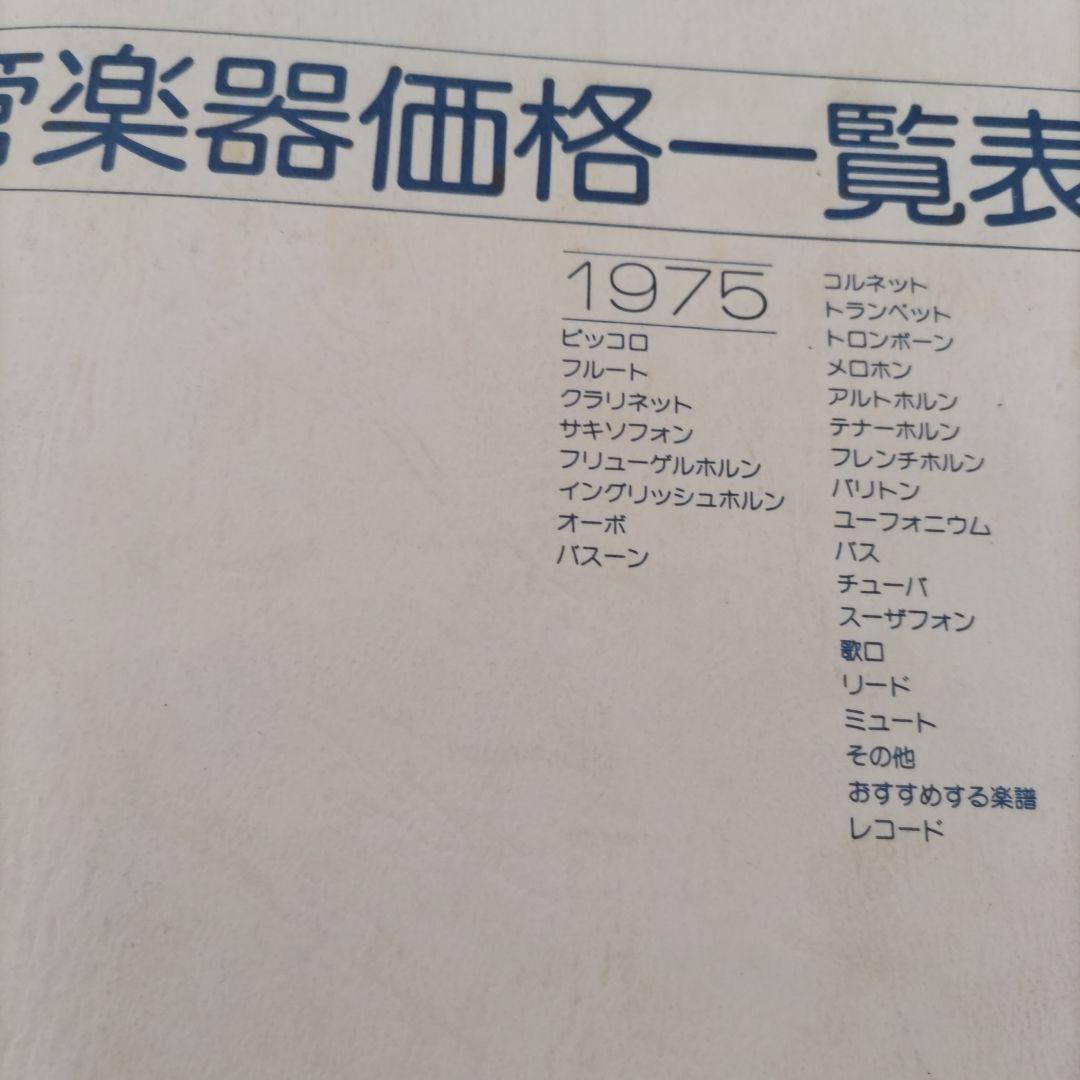 管楽器価格一覧表
1975
ピッコロ
フルート
クラリネット
サキソフォン
フリューゲルホルン
イングリッシュホルン
オーボ
バスーン
コルネット
トランペット
トロンボーン
メロホン
アルトホルン
テナーホルン
フレンチホルン
バリトン
ユーフォニウム
バス
チューバ
スーザフォン
歌口
リード
ミュート
その他
おすすめする楽譜
レコード